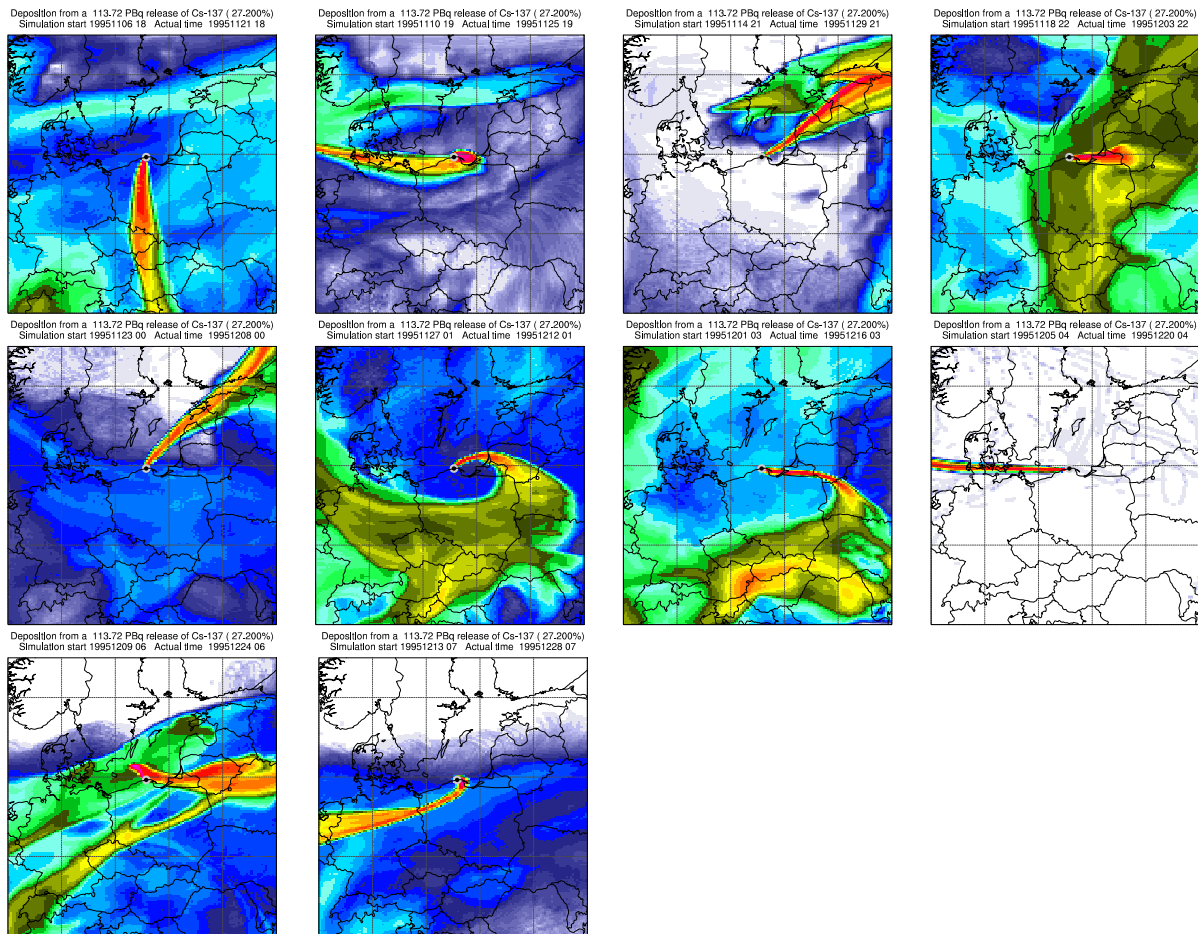 Deposition from a 113.72 PBq release of Cs-137 ( 27.200%)
Simulation start 19951106 18 Actual time 19951121 18
Deposition from a 113.72 PBq release of Cs-137 ( 27.200%)
Simulation start 19951110 19 Actual time 19951125 19
Deposition from a 113.72 PBq release of Cs-137 ( 27.200%)
Simulation start 19951114 21 Actual time 19951129 21
Deposition from a 113.72 PBq release of Cs-137 ( 27.200%)
Simulation start 19951118 22 Actual time 19951203 22
Deposition from a 113.72 PBq release of Cs-137 ( 27.200%)
Simulation start 19951123 00 Actual time 19951208 00
Deposition from a 113.72 PBq release of Cs-137 ( 27.200%)
Simulation start 19951127 01 Actual time 19951212 01
Deposition from a 113.72 PBq release of Cs-137 ( 27.200%)
Simulation start 19951201 03 Actual time 19951216 03
Deposition from a 113.72 PBq release of Cs-137 ( 27.200%)
Simulation start 19951205 04 Actual time 19951220 04
Deposition from a 113.72 PBq release of Cs-137 ( 27.200%)
Simulation start 19951209 06 Actual time 19951224 06
Deposition from a 113.72 PBq release of Cs-137 ( 27.200%)
Simulation start 19951213 07 Actual time 19951228 07